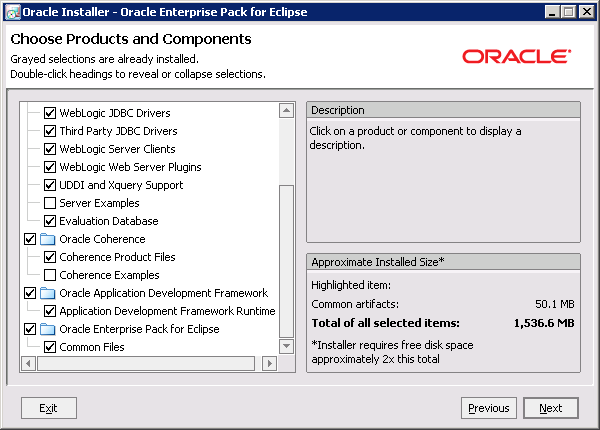 Oracle Installer - Oracle Enterprise Pack for Eclipse
Choose Products and Components
Grayed selections are already installed.
Double-click headings to reveal or collapse selections.
ORACLE
WebLogic JDBC Drivers
Third Party JDBC Drivers
WebLogic Server Clients
WebLogic Web Server Plugins
UDDI and Xquery Support
Server Examples
Evaluation Database
Oracle Coherence
Coherence Product Files
Coherence Examples
Oracle Application Development Framework
Application Development Framework Runtime
Oracle Enterprise Pack for Eclipse
Common Files
Description
Click on a product or component to display a
description.
Approximate Installed Size*
Highlighted item:
Common artifacts: 50.1 MB
Total of all selected items: 1,536.6 MB
*Installer requires free disk space
approximately 2x this total
Exit
Previous
Next